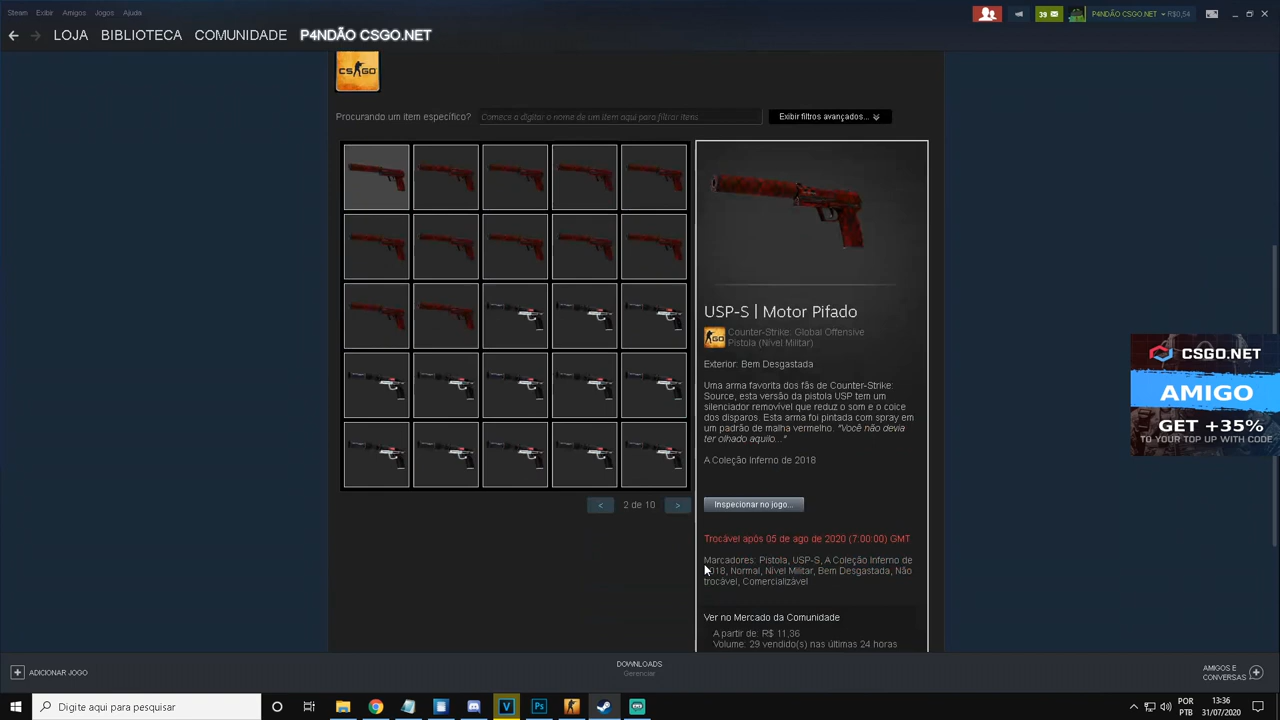 Steam Exibir Amigos Jogos Ajuda
39 P4NDÃO CSGO.NET R$0,54
LOJA BIBLIOTECA COMUNIDADE P4NDÃO CSGO.NET
CS GO
Procurando um item específico? Comece a digitar o nome de um item aqui para filtrar itens Exibir filtros avançados...
USP-S | Motor Pifado
Counter-Strike: Global Offensive
Pistola (Nível Militar)
Exterior: Bem Desgastada
Uma arma favorita dos fãs de Counter-Strike:
Source, esta versão da pistola USP tem um
silenciador removível que reduz o som e o coice
dos disparos. Esta arma foi pintada com spray em
um padrão de malha vermelho. "Você não devia
ter olhado aquilo..."
A Coleção Inferno de 2018
Inspecionar no jogo...
< 2 de 10 >
Trocável após 05 de ago de 2020 (7:00:00) GMT
Marcadores: Pistola, USP-S, A Coleção Inferno de
2018, Normal, Nível Militar, Bem Desgastada, Não
trocável, Comercializável
Ver no Mercado da Comunidade
A partir de: R$ 11,36
Volume: 29 vendido(s) nas últimas 24 horas
CSGO.NET
AMIGO
GET +35%
TO YOUR TOP UP WITH CODE
ADICIONAR JOGO
DOWNLOADS
Gerenciar
AMIGOS E
CONVERSAS
Digite aqui para pesquisar
POR
PTB
13:36
31/07/2020